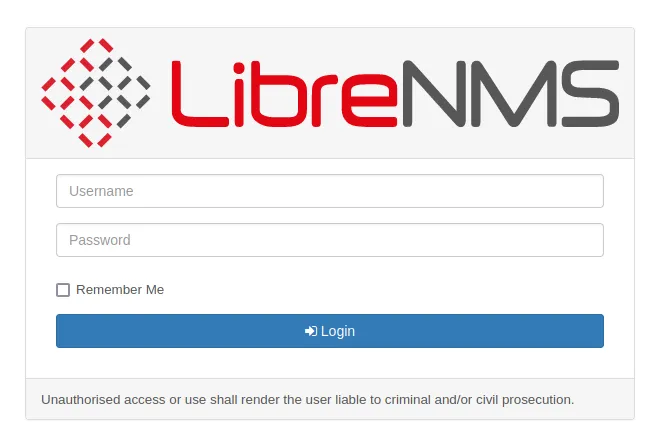 LibreNMS
Username
Password
Remember Me
Login
Unauthorised access or use shall render the user liable to criminal and/or civil prosecution.